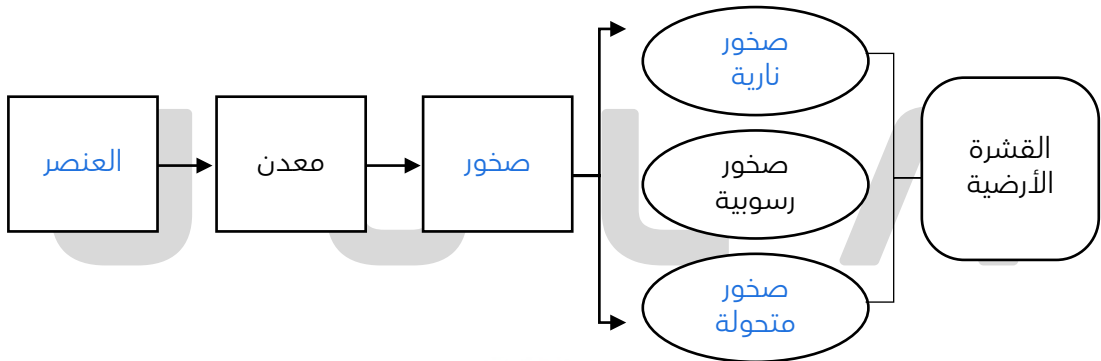 العنصر
معدن
صخور
صخور
نارية
صخور
رسوبية
صخور
متحولة
القشرة
الأرضية